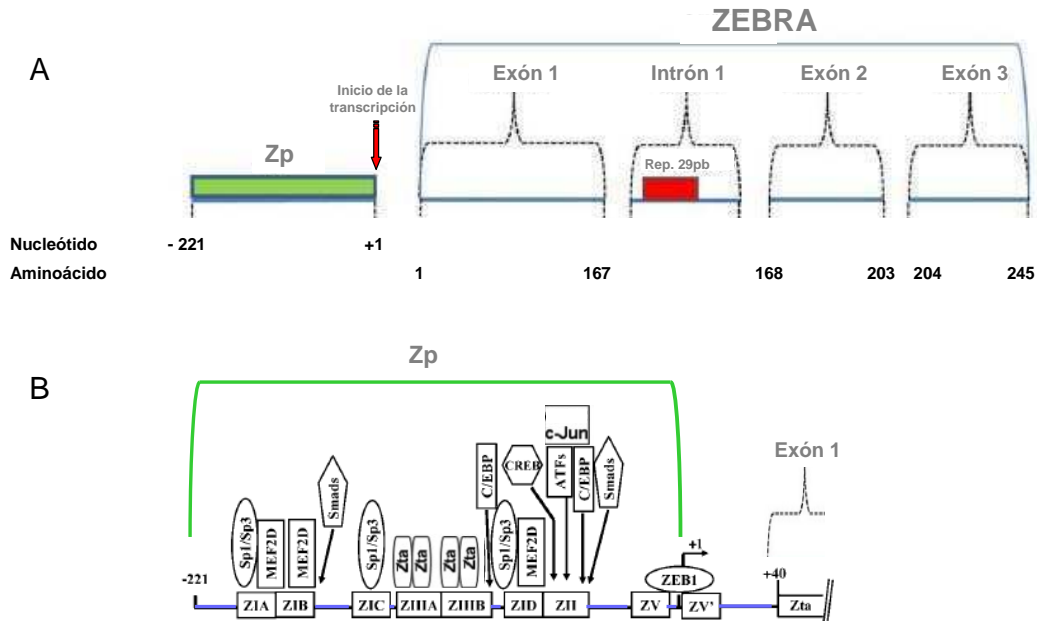 ZEBRA
A
Exón 1
Intrón 1
Exón 2
Exón 3
Inicio de la
transcripción
Zp
Rep. 29pb
Nucleótido - 221 +1
Aminoácido 1 167 168 203 204 245
Zp
B
c-Jun
Exón 1
Smads
C/EBP
CREB
ATFs
C/EBP
Smads
Sp1/Sp3
MEF2D
MEF2D
Sp1/Sp3
Zta
Zta
Zta
Zta
Sp1/Sp3
MEF2D
+1
ZEB1
-221
+40
ZIA
ZIB
ZIC
ZIIIA
ZIIIB
ZID
ZII
ZV
ZV'
Zta